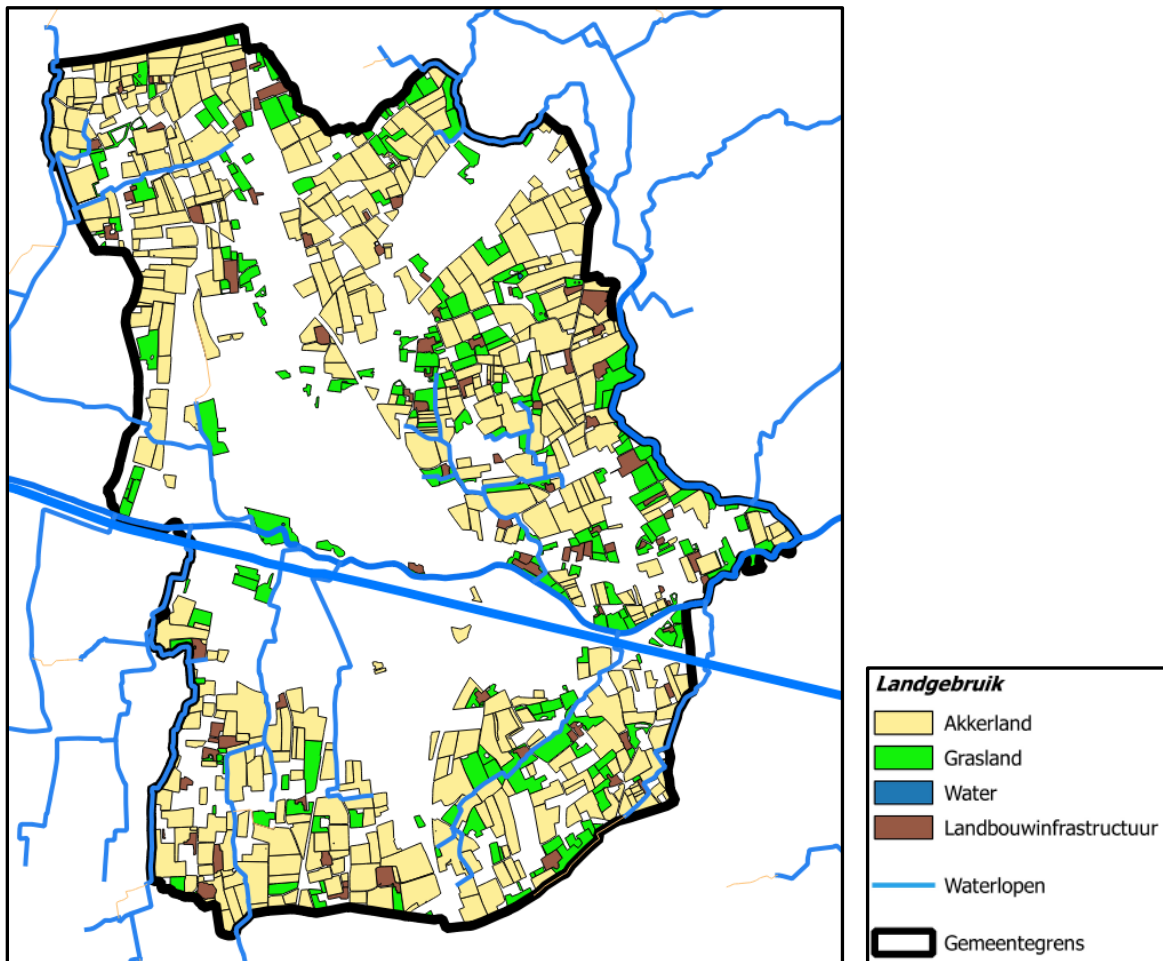 Landgebruik
Akkerland
Grasland
Water
Landbouwinfrastructuur
Waterlopen
Gemeentegrens